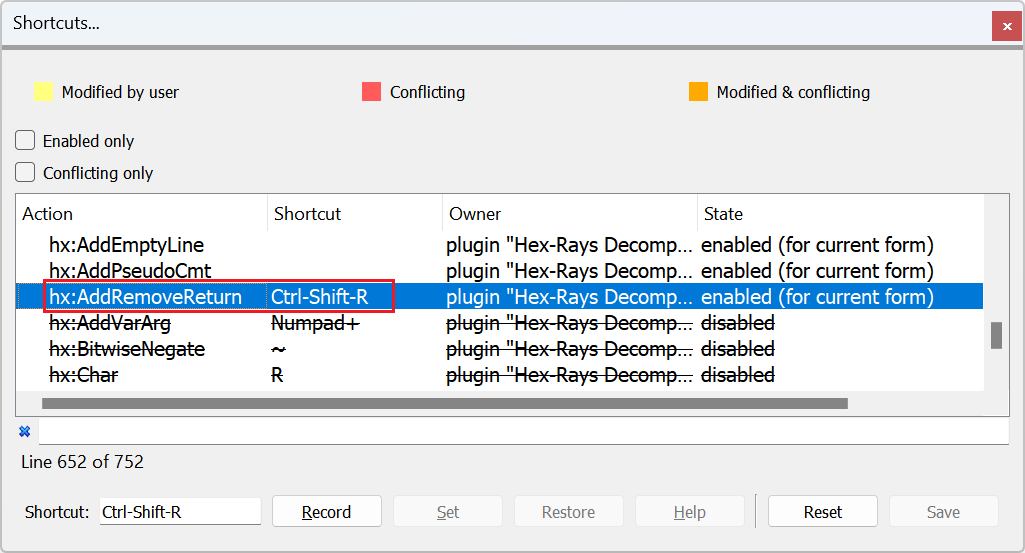 Shortcuts...
Modified by user Conflicting Modified & conflicting
Enabled only
Conflicting only
Action Shortcut Owner State
hx:AddEmptyLine plugin "Hex-Rays Decomp... enabled (for current form)
hx:AddPseudoCmt plugin "Hex-Rays Decomp... enabled (for current form)
hx:AddRemoveReturn Ctrl-Shift-R plugin "Hex-Rays Decomp... enabled (for current form)
hx:AddVarArg Numpad+ plugin "Hex-Rays Decomp... disabled
hx:BitwiseNegate ~ plugin "Hex-Rays Decomp... disabled
hx:Char R plugin "Hex-Rays Decomp... disabled
Line 652 of 752
Shortcut: Ctrl-Shift-R Record Set Restore Help Reset Save